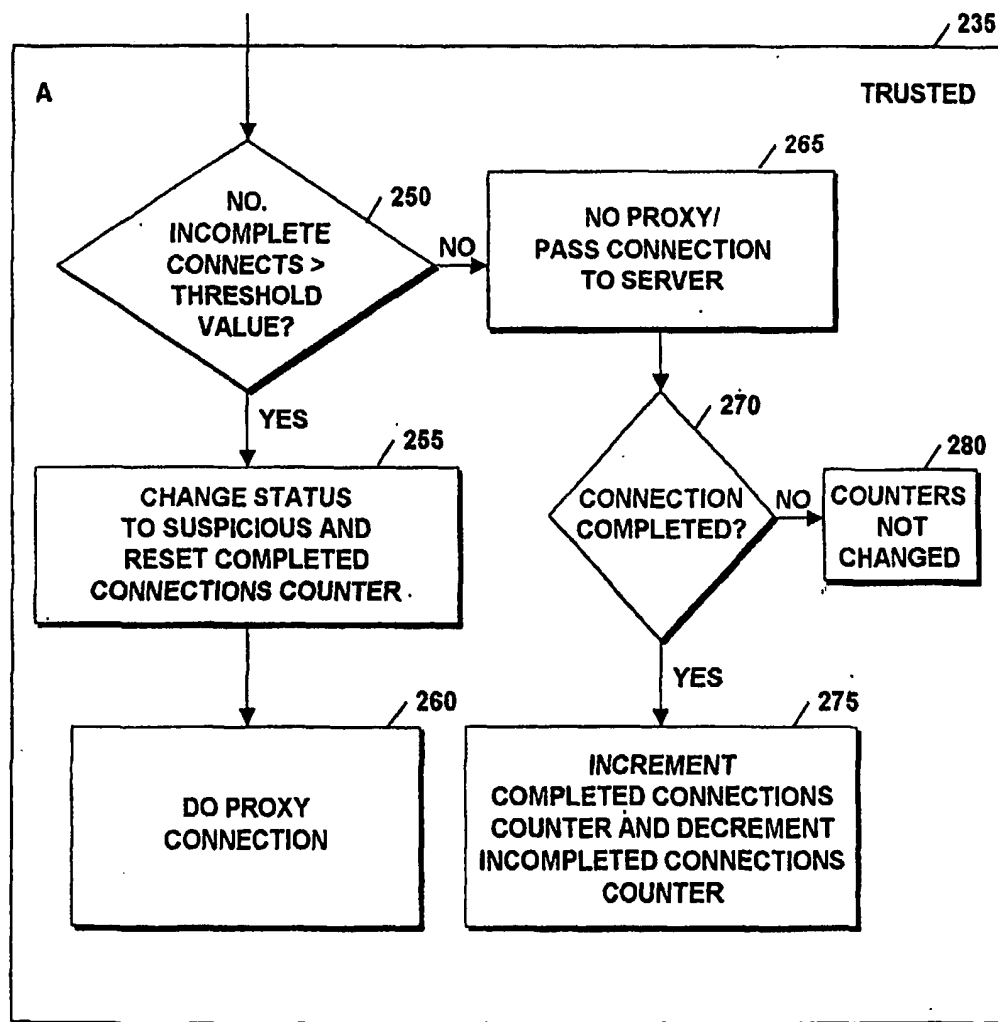 235
A
TRUSTED
NO.
INCOMPLETE
CONNECTS >
THRESHOLD
VALUE?
250
NO
265
NO PROXY/
PASS CONNECTION
TO SERVER
YES
255
CHANGE STATUS
TO SUSPICIOUS AND
RESET COMPLETED
CONNECTIONS COUNTER
270
CONNECTION
COMPLETED?
NO
280
COUNTERS
NOT
CHANGED
YES
260
DO PROXY
CONNECTION
275
INCREMENT
COMPLETED CONNECTIONS
COUNTER AND DECREMENT
INCOMPLETED CONNECTIONS
COUNTER